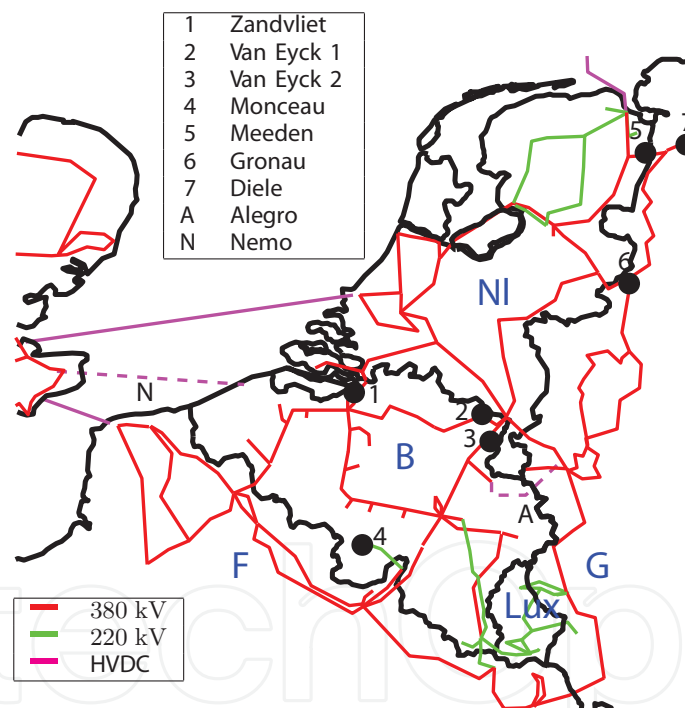 1 Zandvliet
2 Van Eyck 1
3 Van Eyck 2
4 Monceau
5 Meeden
6 Gronau
7 Diele
A Alegro
N Nemo
5
7
6
Nl
N
1
2
3
B
A
4
F
G
Lux
380 kV
220 kV
HVDC